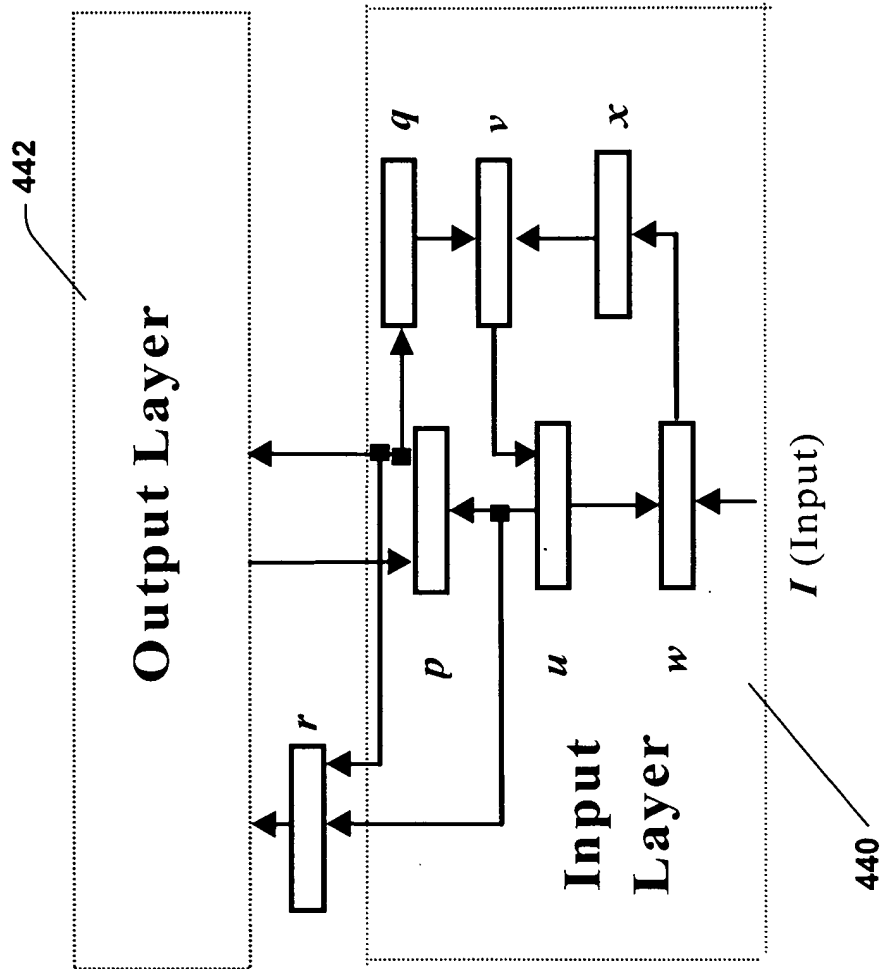 442
Output Layer
r
q
p
v
u
x
w
Input
Layer
I (Input)
440